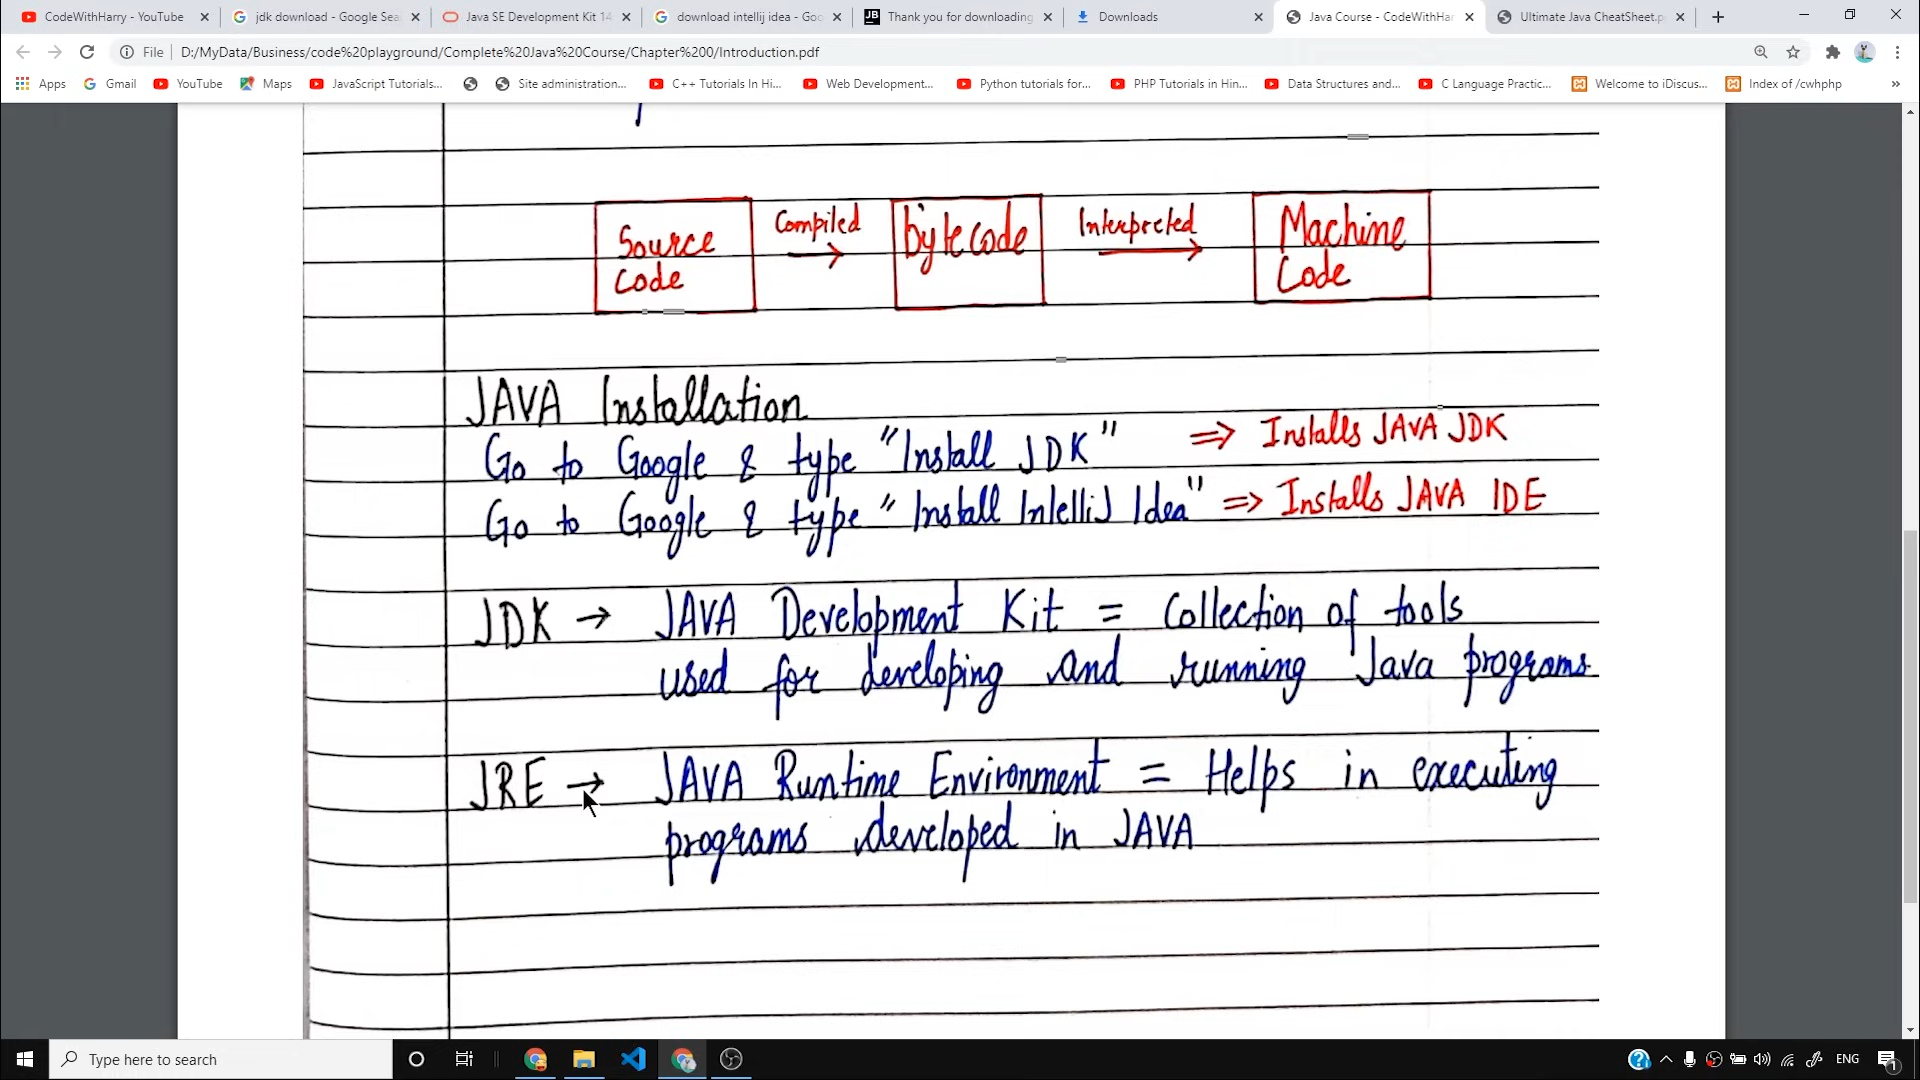 CodeWithHarry - YouTube
jdk download - Google Sea
Java SE Development Kit 14
download intellij idea - Goo
Thank you for downloading
Downloads
Java Course - CodeWithHar
Ultimate Java CheatSheet.p
File | D:/MyData/Business/code%20playground/Complete%20Java%20Course/Chapter%200/Introduction.pdf
Apps Gmail YouTube Maps JavaScript Tutorials... Site administration... C++ Tutorials In Hi... Web Development... Python tutorials for... PHP Tutorials in Hin... Data Structures and... C Language Practic... Welcome to iDiscus... Index of /cwhphp »
Source Compiled bytecode Interpreted Machine
Code → → Code
JAVA Installation
Go to Google & type "Install JDK" => Installs JAVA JDK
Go to Google & type "Install IntelliJ Idea" => Installs JAVA IDE
JDK → JAVA Development Kit = Collection of tools
used for developing and running Java programs
JRE → JAVA Runtime Environment = Helps in executing
programs developed in JAVA
Type here to search
ENG
1